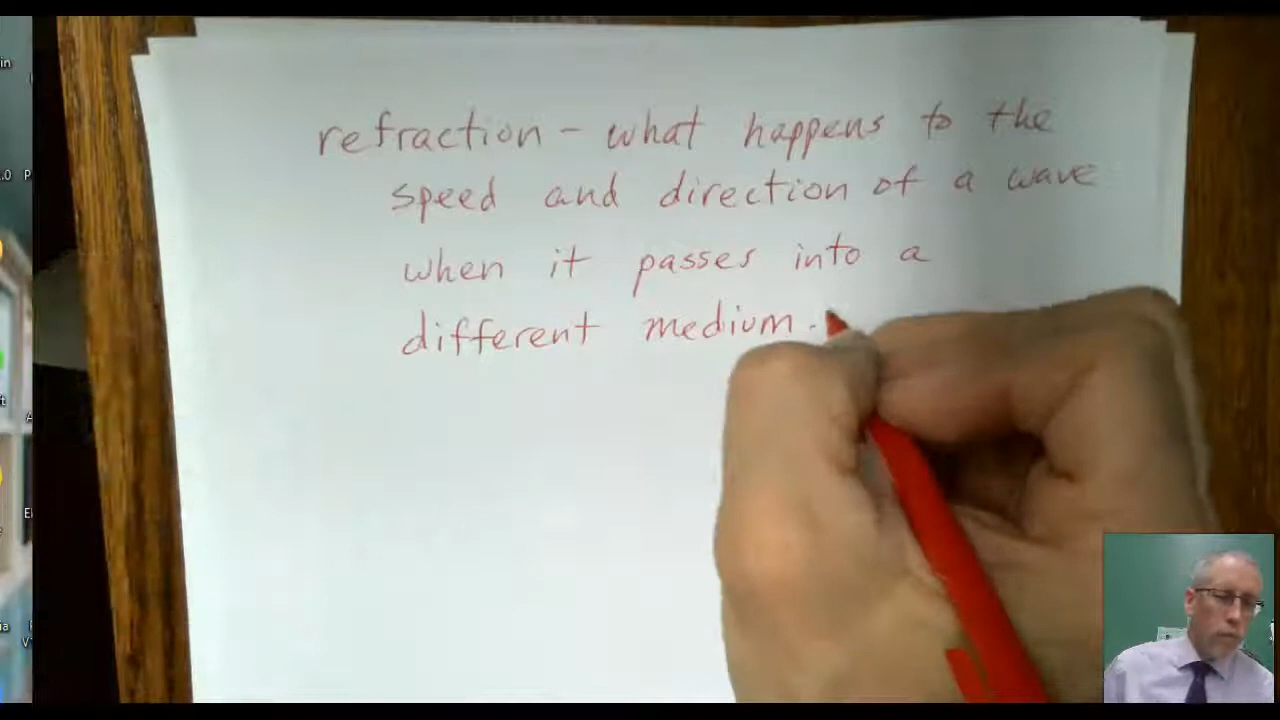 refraction - what happens to the
speed and direction of a wave
when it passes into a
different medium.